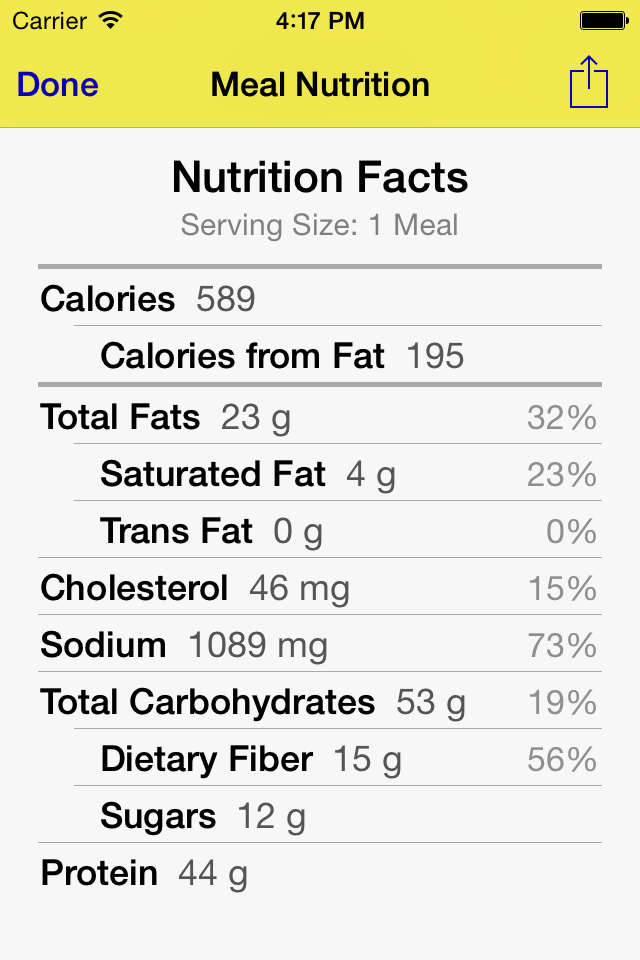 Carrier 4:17 PM
Done Meal Nutrition
Nutrition Facts
Serving Size: 1 Meal
Calories 589
Calories from Fat 195
Total Fats 23 g 32%
Saturated Fat 4 g 23%
Trans Fat 0 g 0%
Cholesterol 46 mg 15%
Sodium 1089 mg 73%
Total Carbohydrates 53 g 19%
Dietary Fiber 15 g 56%
Sugars 12 g
Protein 44 g